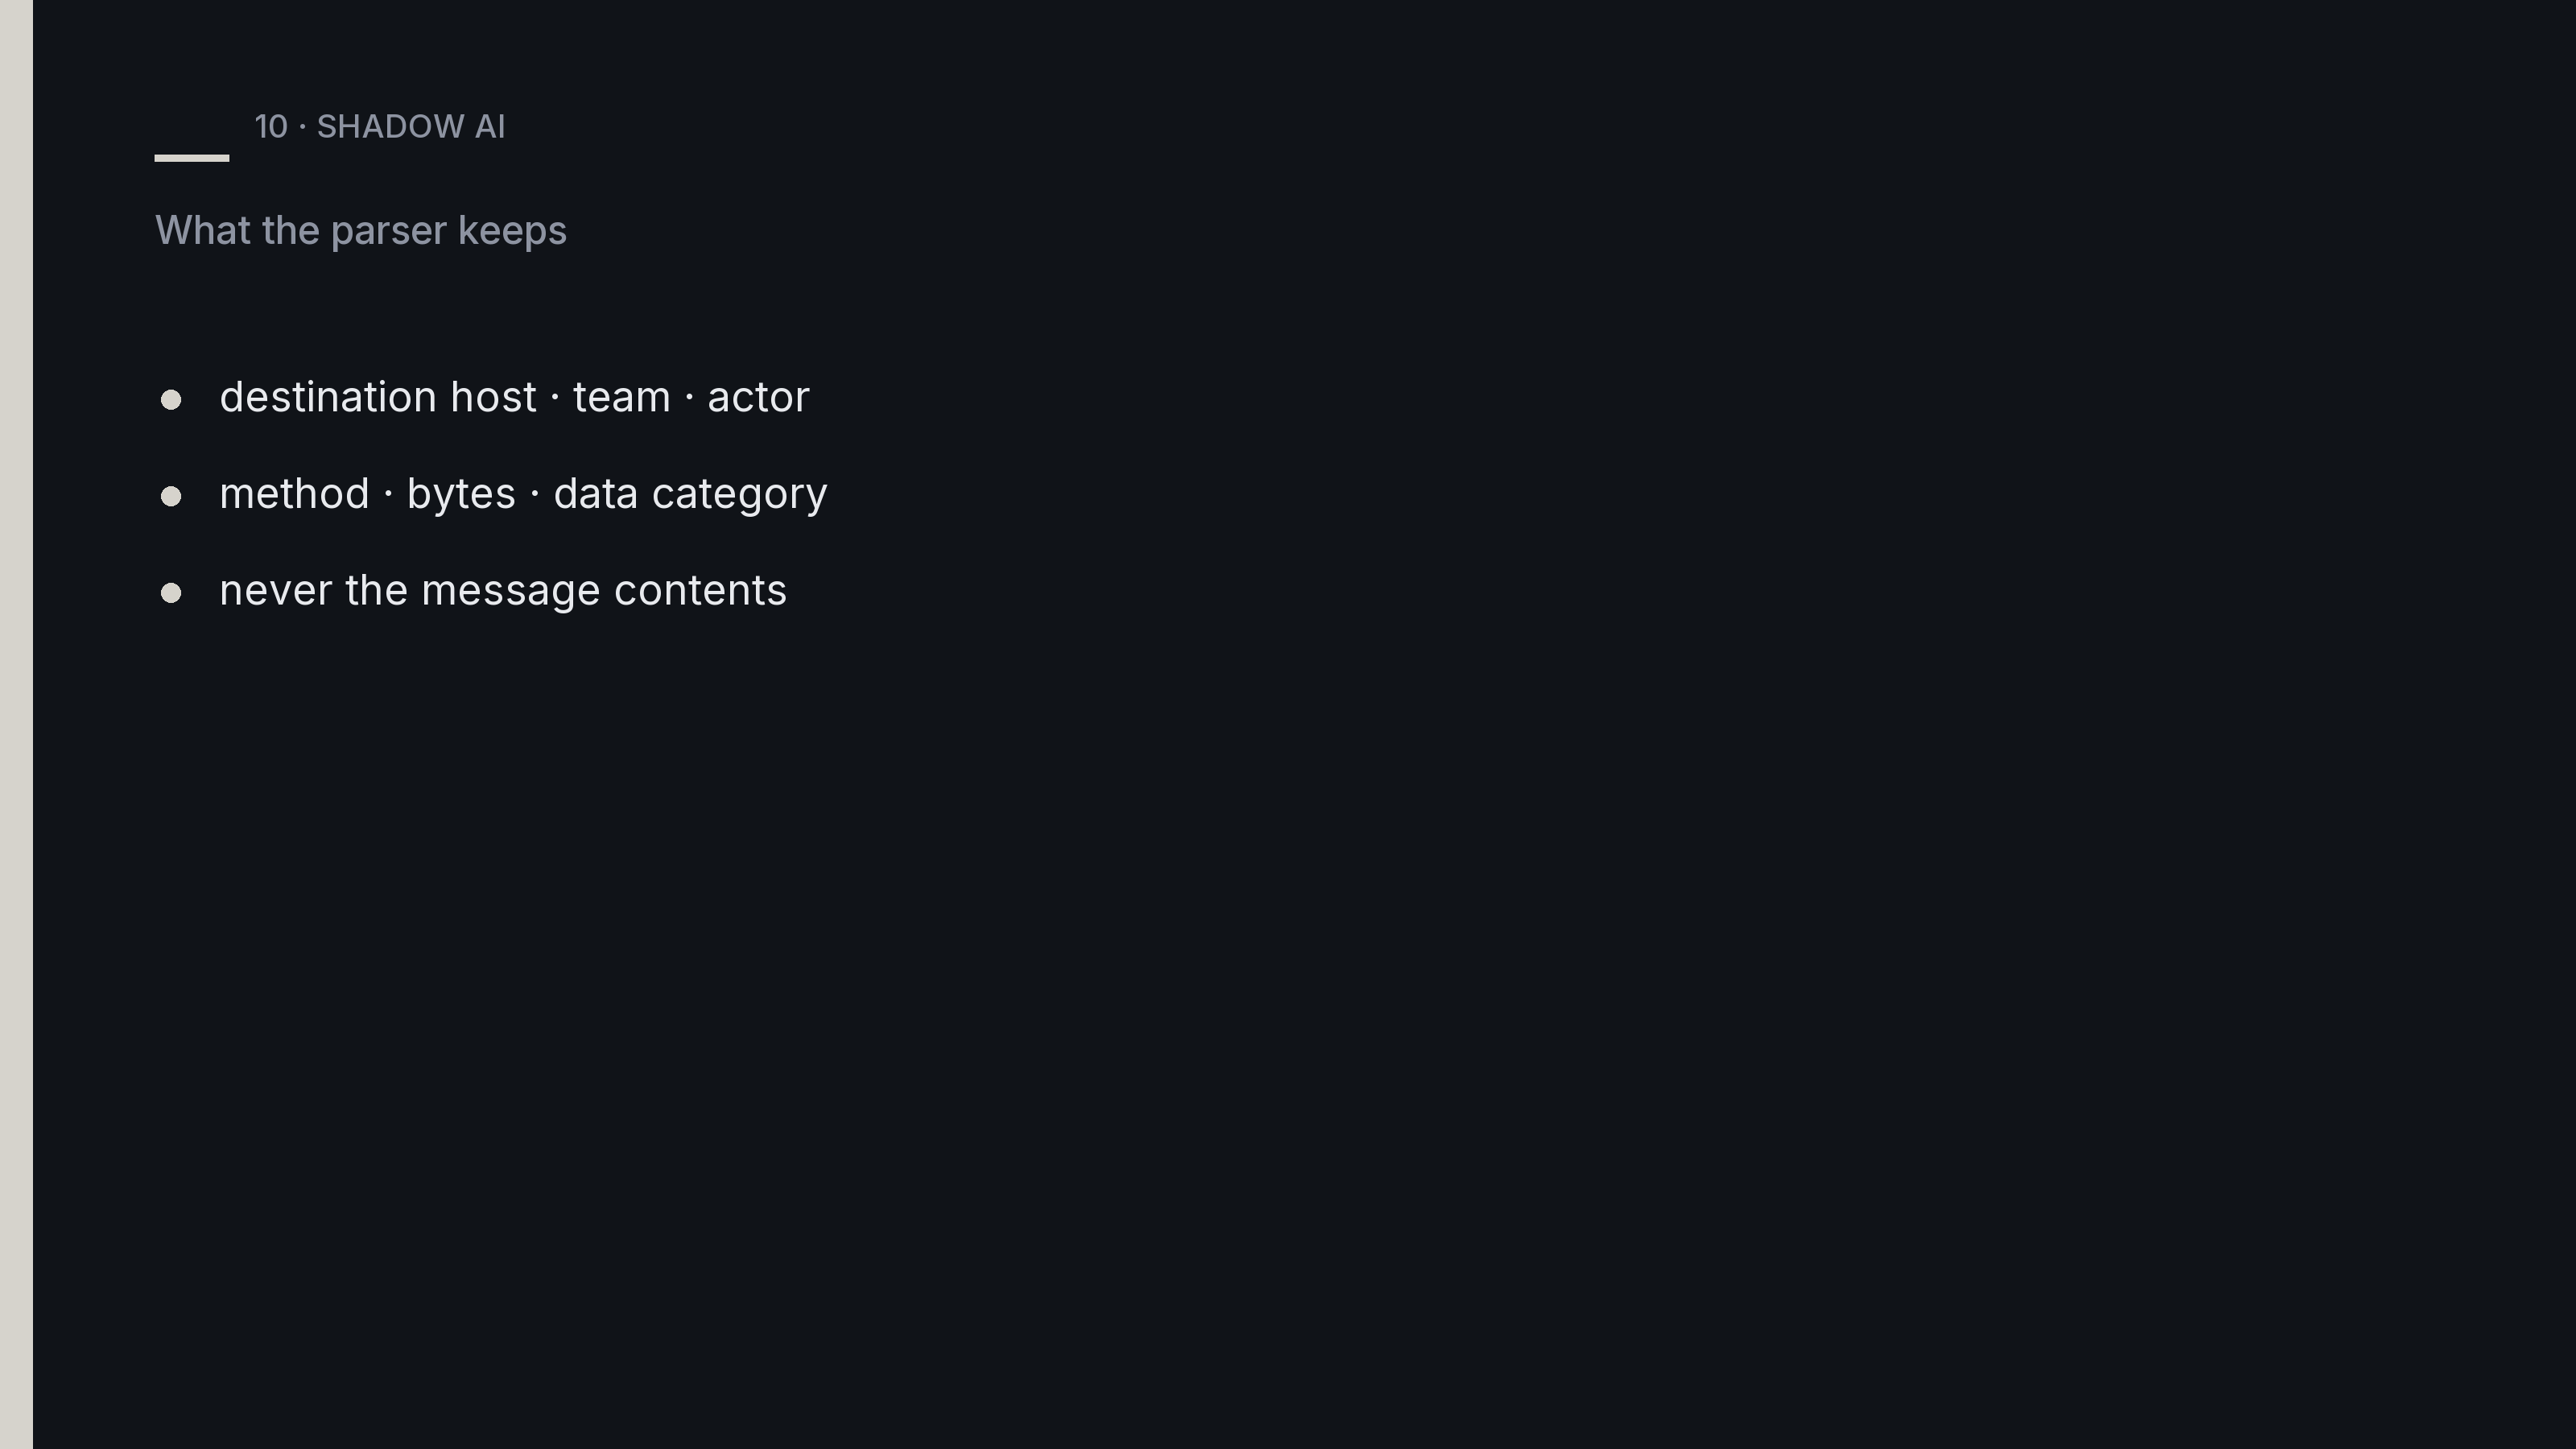 10 · SHADOW AI
What the parser keeps
destination host · team · actor
method · bytes · data category
never the message contents